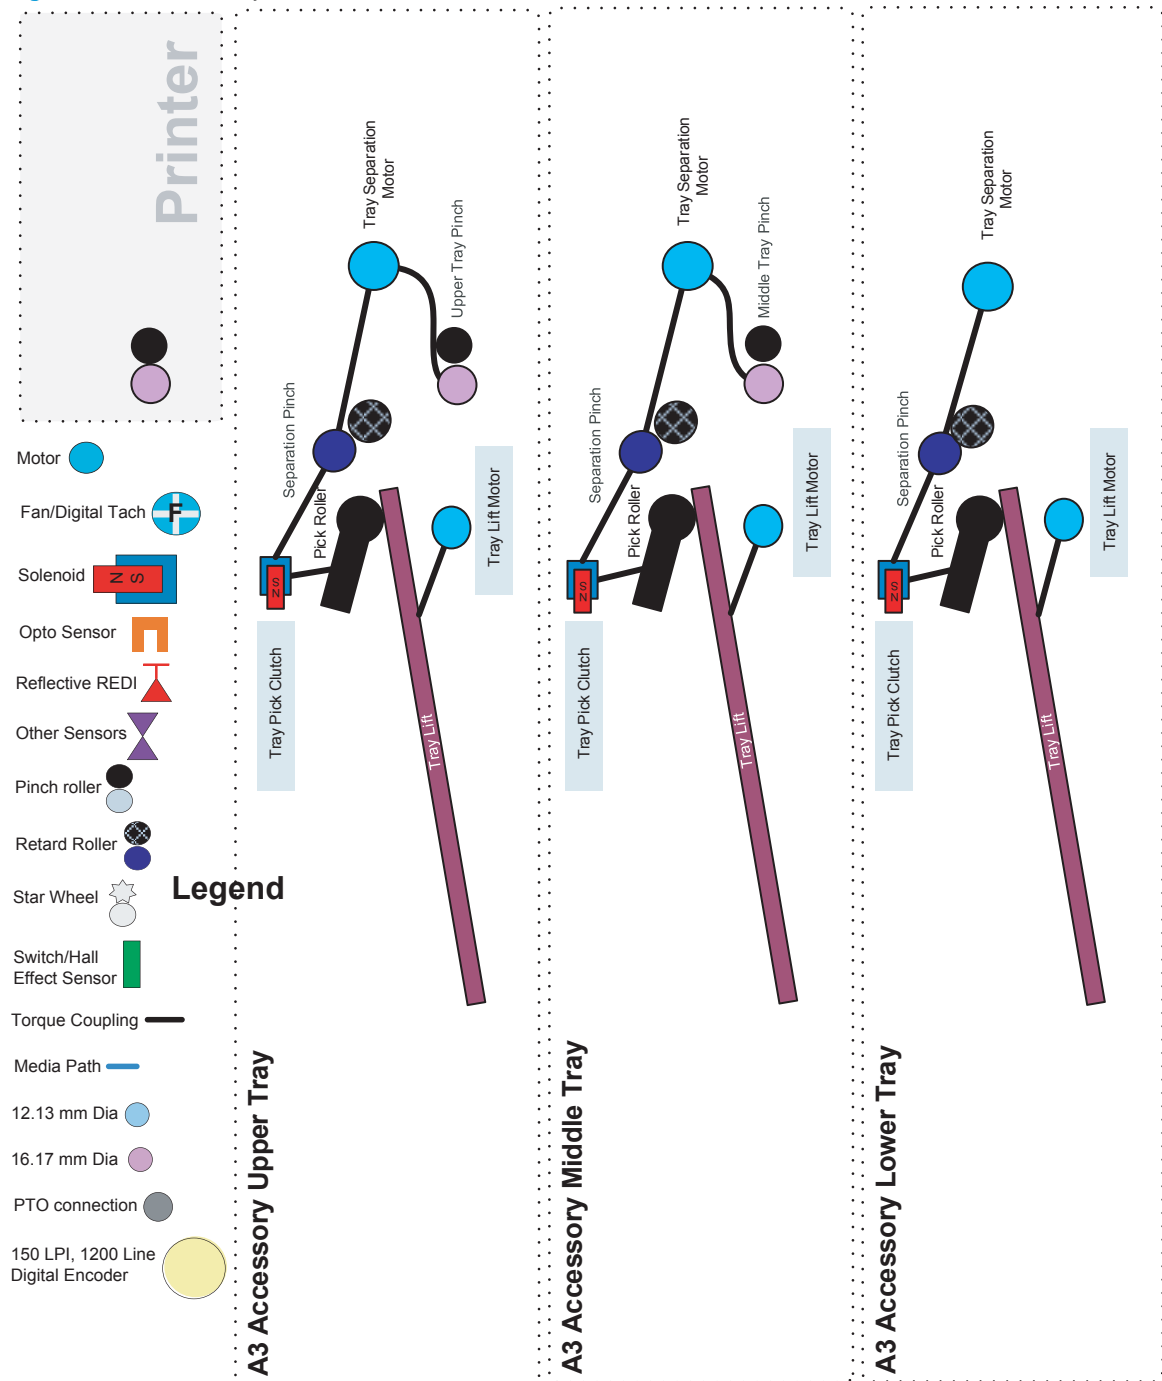 Printer
Motor
Fan/Digital Tach
F
Solenoid
S
N
Opto Sensor
Reflective REDI
Other Sensors
Pinch roller
Retard Roller
Star Wheel
Legend
Switch/Hall
Effect Sensor
Torque Coupling
Media Path
12.13 mm Dia
16.17 mm Dia
PTO connection
150 LPI, 1200 Line
Digital Encoder
A3 Accessory Upper Tray
Tray Separation
Motor
Upper Tray Pinch
Separation Pinch
Pick Roller
Tray Lift Motor
S
N
Tray Pick Clutch
Tray Lift
A3 Accessory Middle Tray
Tray Separation
Motor
Middle Tray Pinch
Separation Pinch
Pick Roller
Tray Lift Motor
S
N
Tray Pick Clutch
Tray Lift
A3 Accessory Lower Tray
Tray Separation
Motor
Separation Pinch
Pick Roller
Tray Lift Motor
S
N
Tray Pick Clutch
Tray Lift